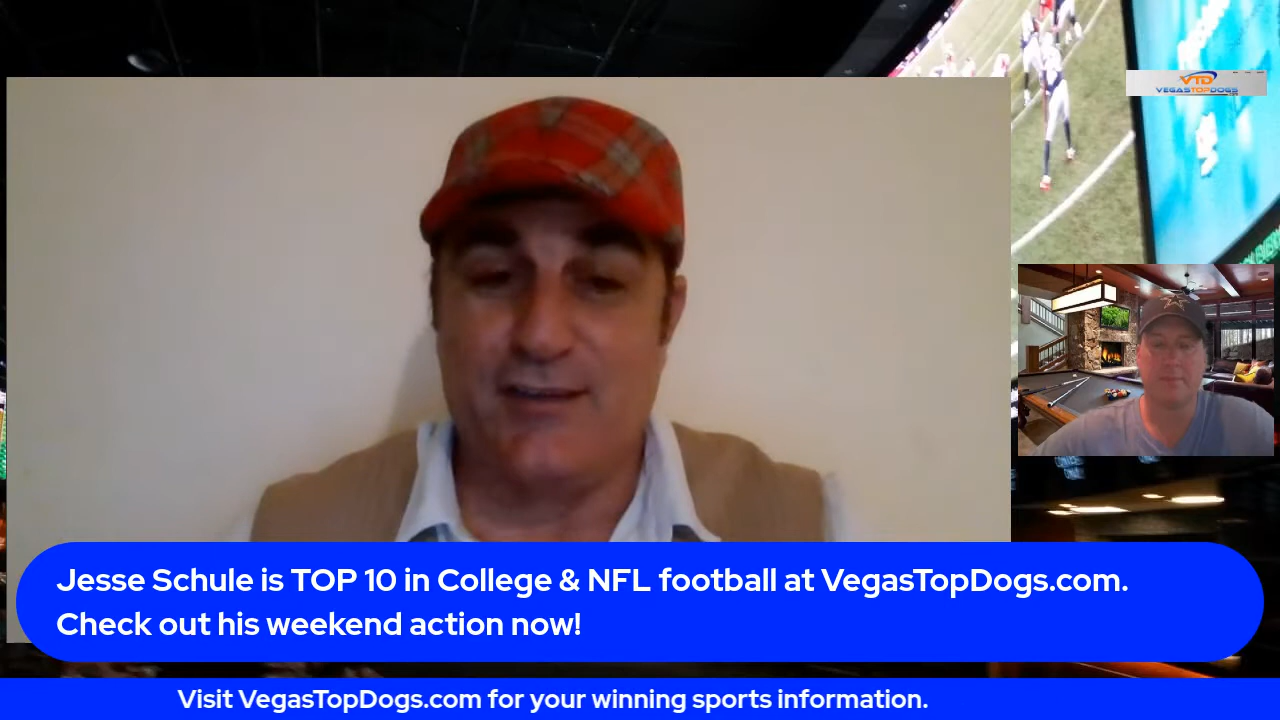 VTD
VEGASTOPDOGS
Jesse Schule is TOP 10 in College & NFL football at VegasTopDogs.com.
Check out his weekend action now!
Visit VegasTopDogs.com for your winning sports information.